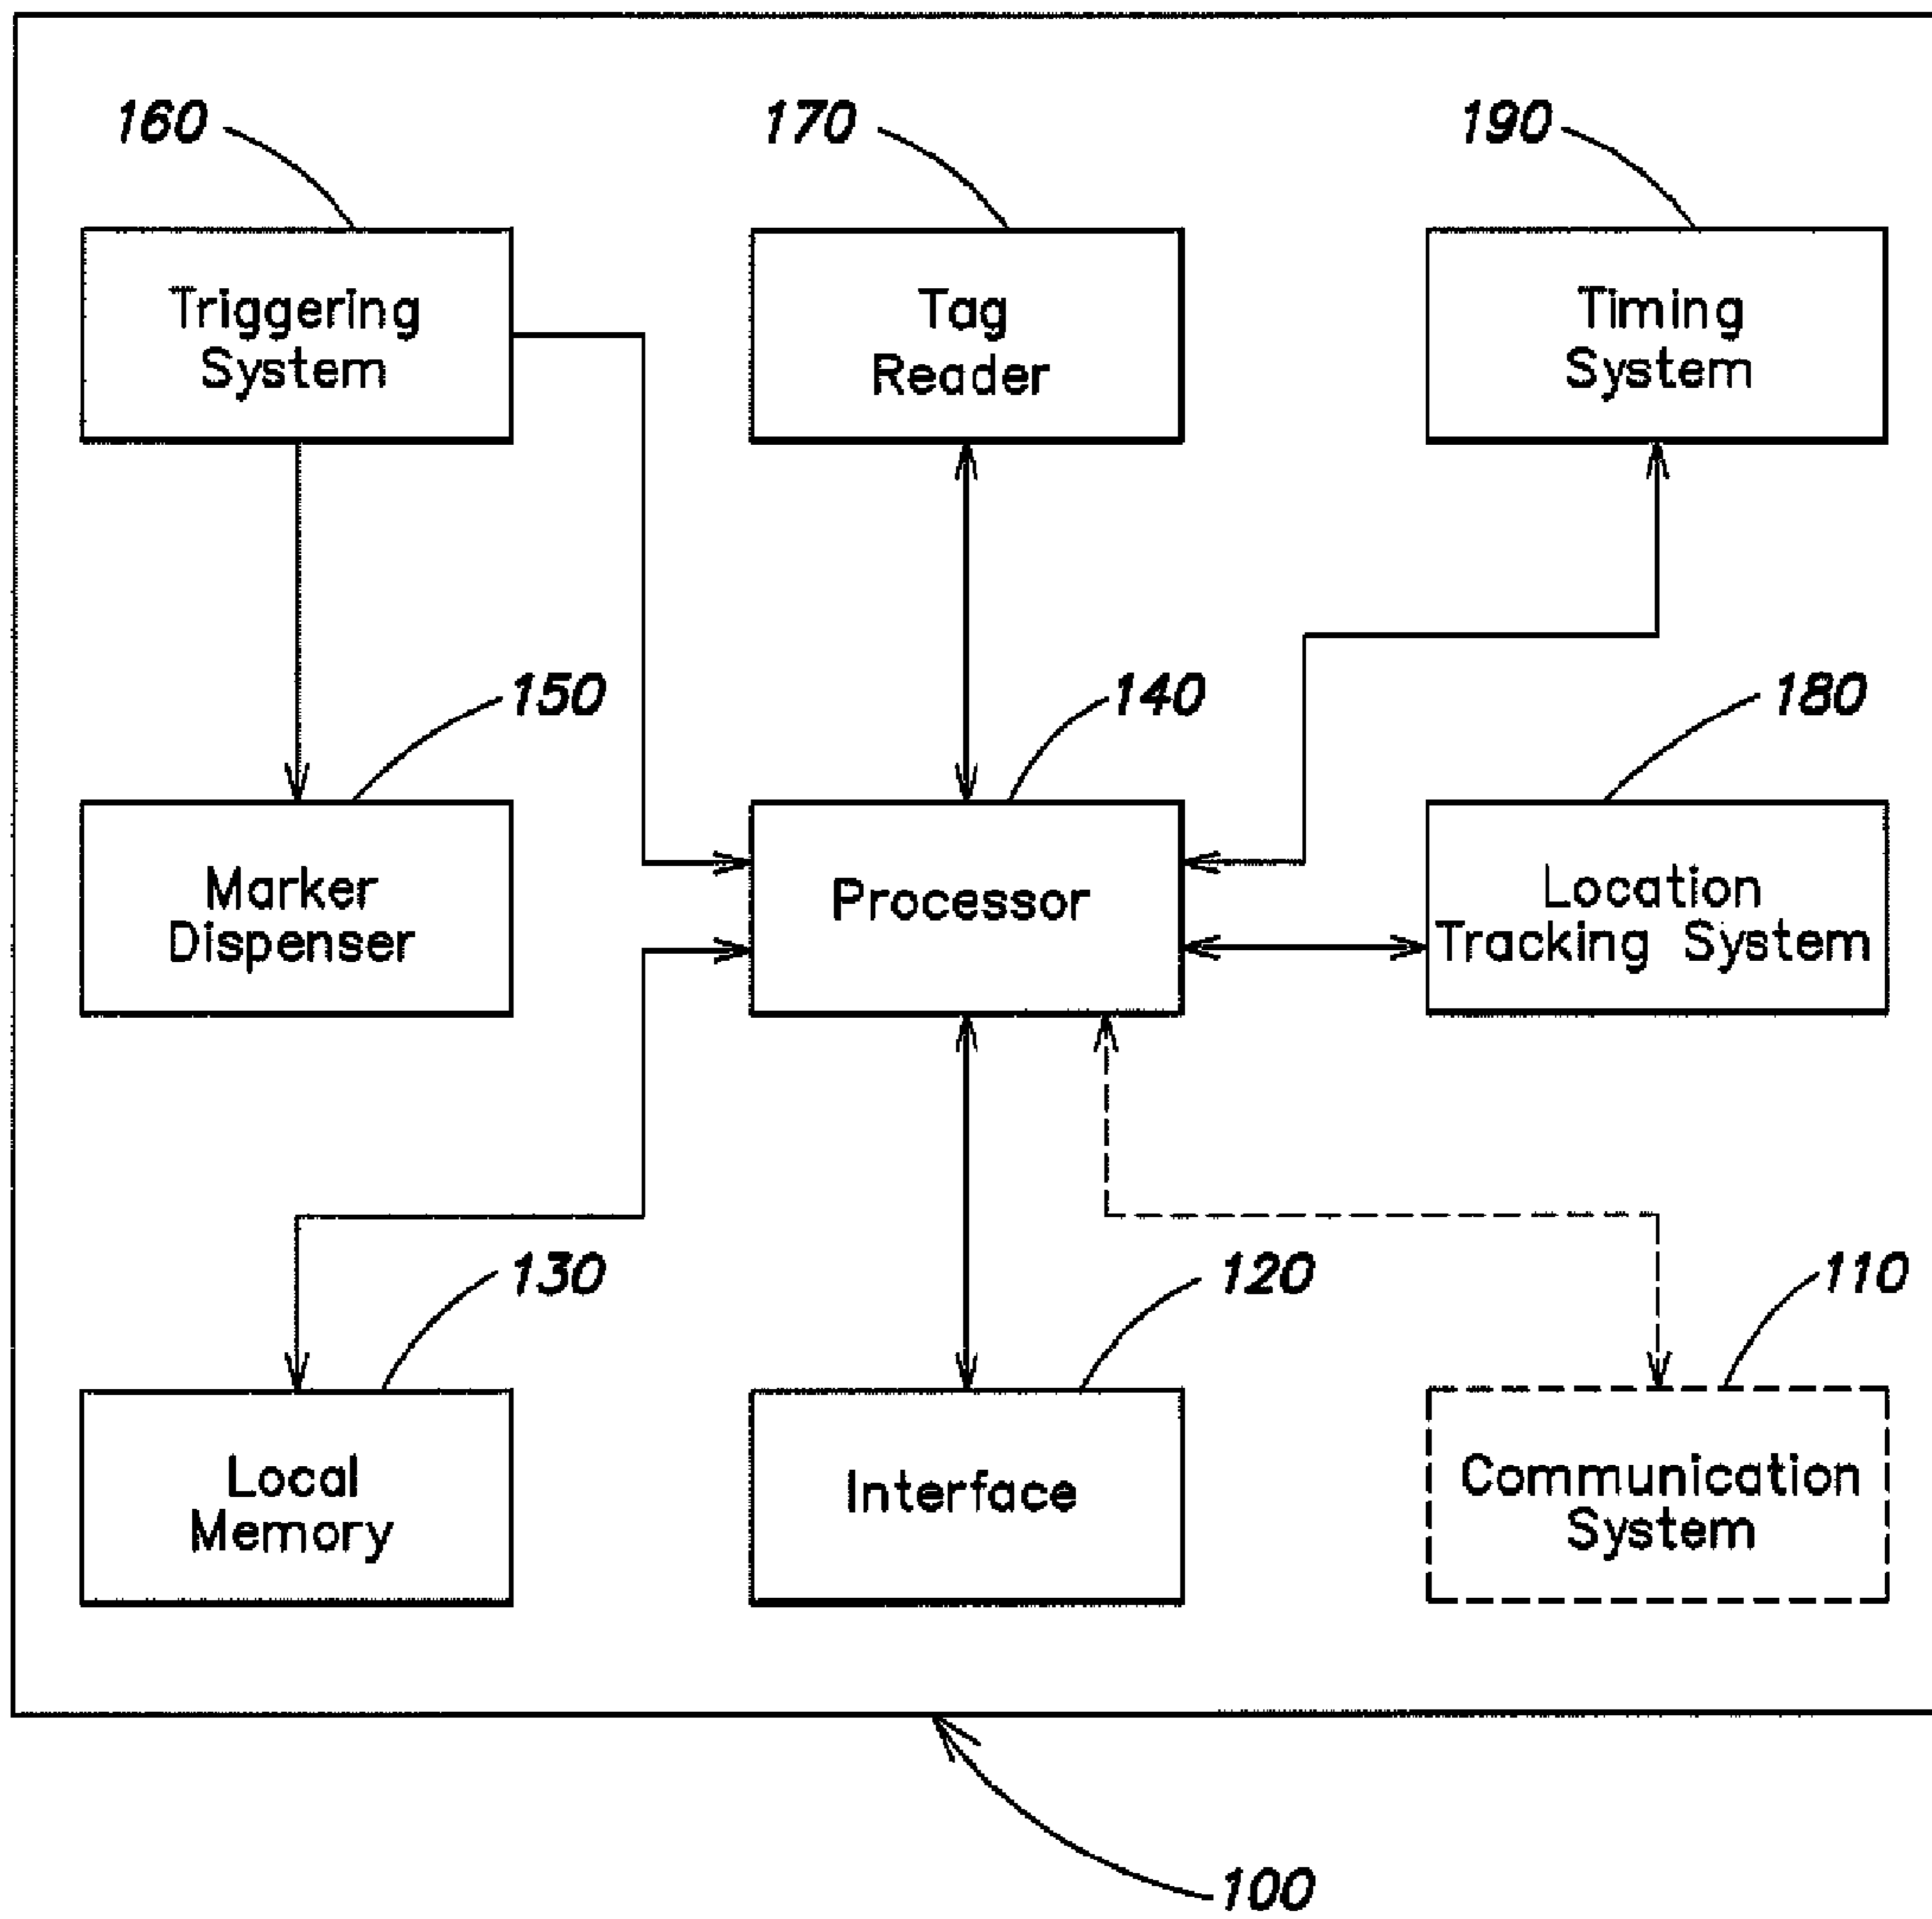 160
170
190
Triggering
System
Tag
Reader
Timing
System
150
140
180
Marker
Dispenser
Processor
Location
Tracking System
130
120
110
Local
Memory
Interface
Communication
System
100